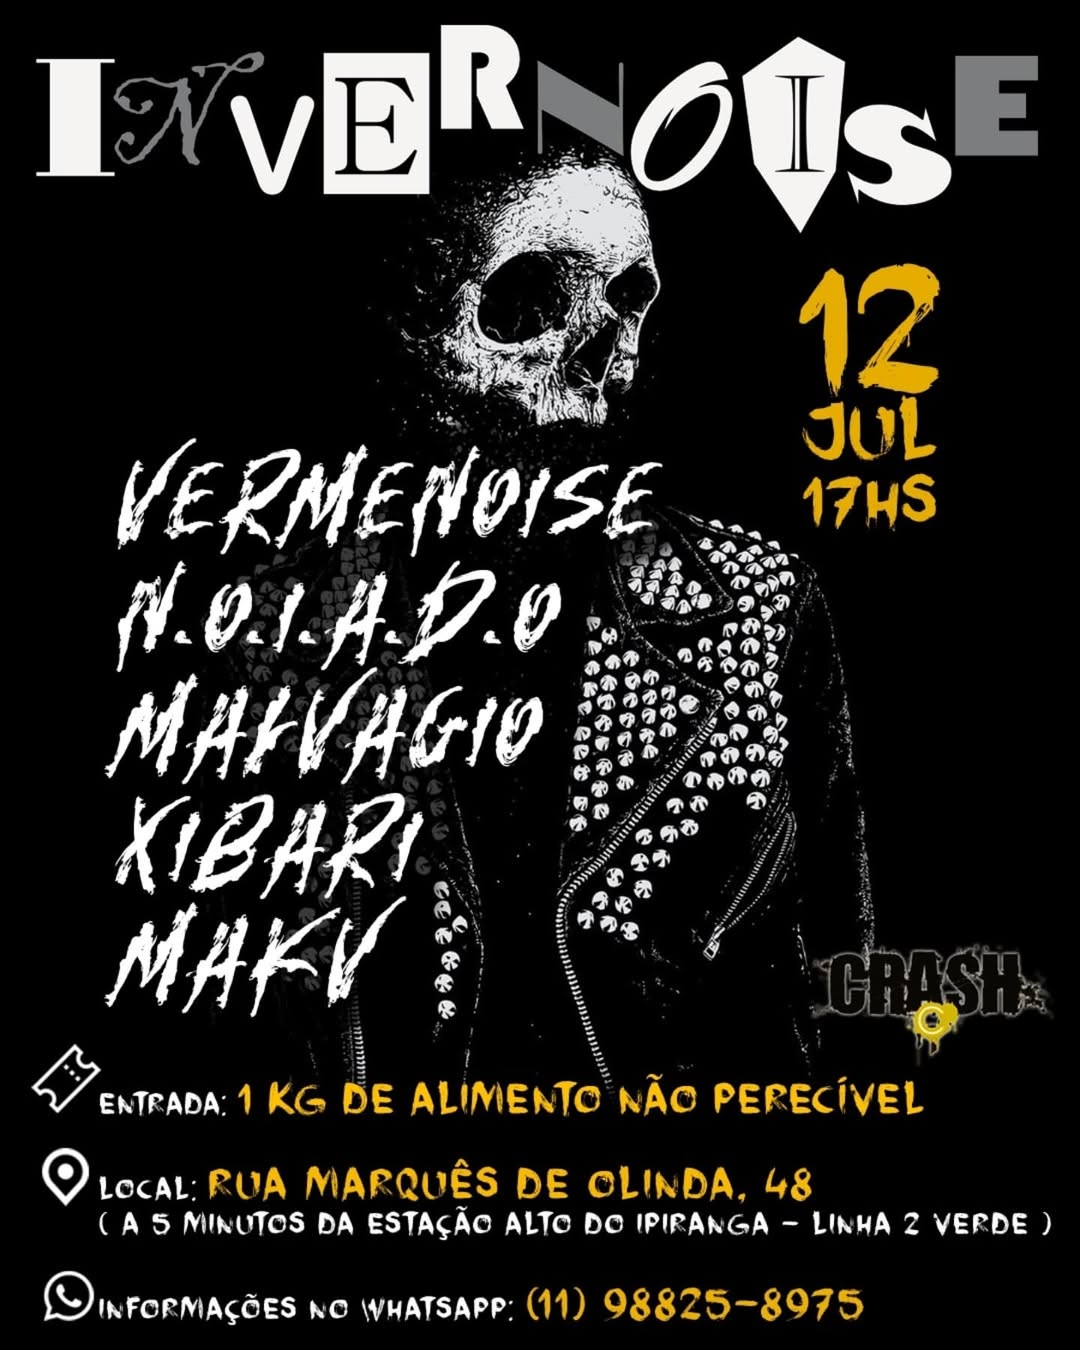 INVERNOISE
12
JUL
17HS
VERMENOISE
N.O.I.A.D.O
MALVAGIO
XIBARI
MAKV
CRASH
C
ENTRADA: 1 KG DE ALIMENTO NÃO PERECÍVEL
LOCAL: RUA MARQUÊS DE OLINDA, 48
( A 5 MINUTOS DA ESTAÇÃO ALTO DO IPIRANGA - LINHA 2 VERDE )
INFORMAÇÕES NO WHATSAPP: (11) 98825-8975